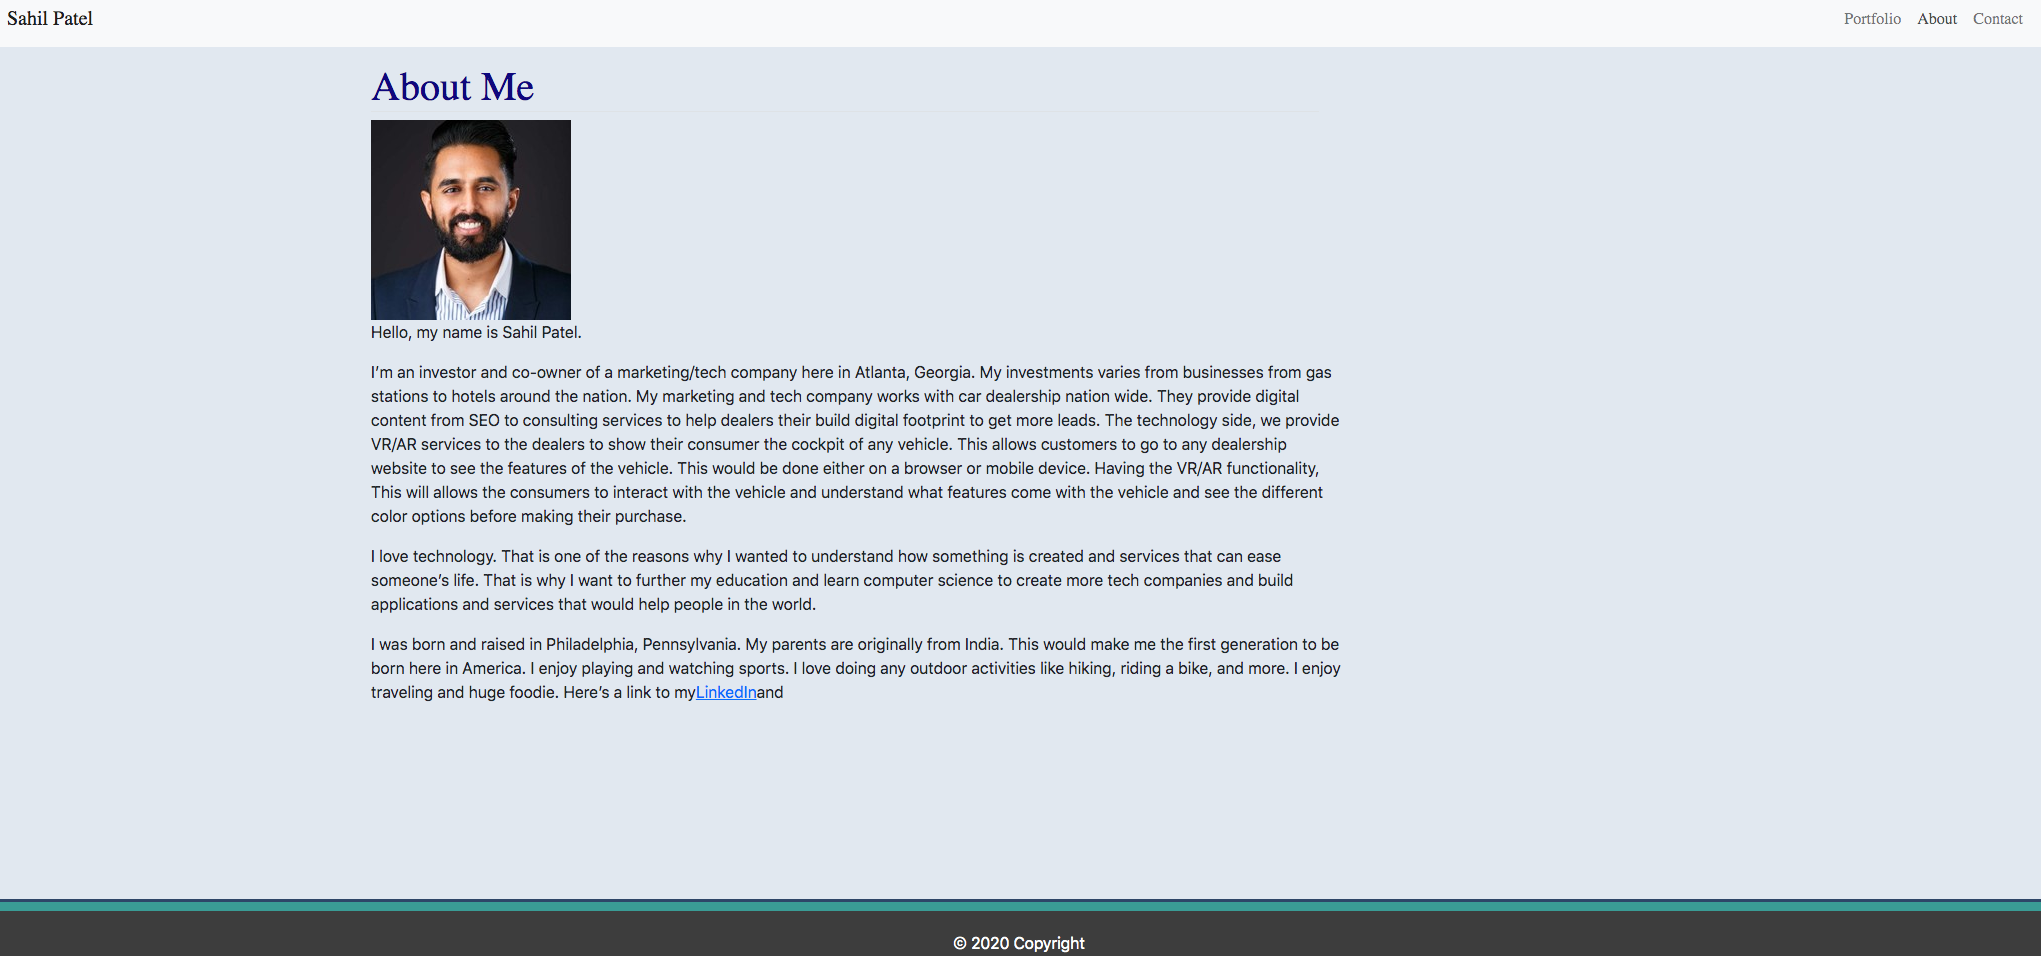 Sahil Patel
Portfolio About Contact
About Me
Hello, my name is Sahil Patel.
I’m an investor and co-owner of a marketing/tech company here in Atlanta, Georgia. My investments varies from businesses from gas
stations to hotels around the nation. My marketing and tech company works with car dealership nation wide. They provide digital
content from SEO to consulting services to help dealers their build digital footprint to get more leads. The technology side, we provide
VR/AR services to the dealers to show their consumer the cockpit of any vehicle. This allows customers to go to any dealership
website to see the features of the vehicle. This would be done either on a browser or mobile device. Having the VR/AR functionality,
This will allows the consumers to interact with the vehicle and understand what features come with the vehicle and see the different
color options before making their purchase.
I love technology. That is one of the reasons why I wanted to understand how something is created and services that can ease
someone’s life. That is why I want to further my education and learn computer science to create more tech companies and build
applications and services that would help people in the world.
I was born and raised in Philadelphia, Pennsylvania. My parents are originally from India. This would make me the first generation to be
born here in America. I enjoy playing and watching sports. I love doing any outdoor activities like hiking, riding a bike, and more. I enjoy
traveling and huge foodie. Here’s a link to myLinkedInand
© 2020 Copyright